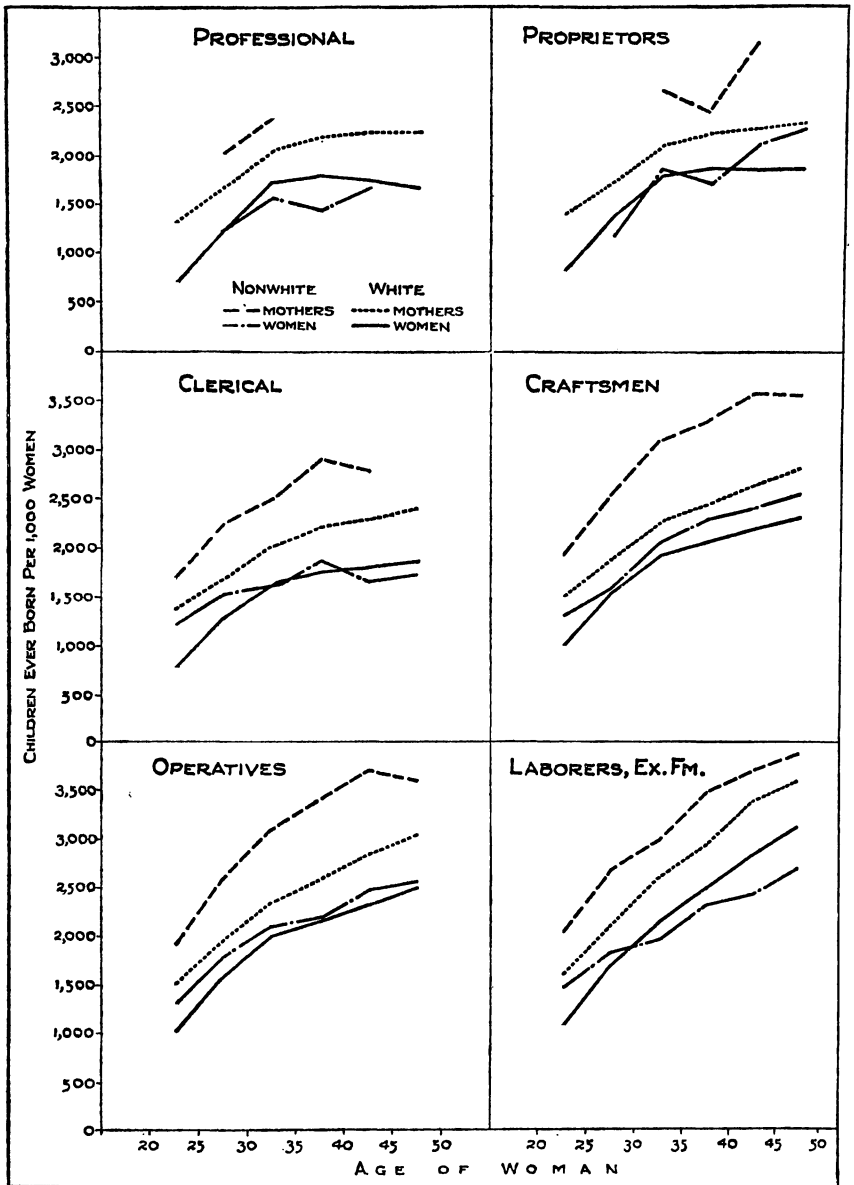 PROFESSIONAL
PROPRIETORS
3,000
2,500
2,000
1,500
1,000
500
0
NONWHITE WHITE
MOTHERS MOTHERS
WOMEN WOMEN
CLERICAL
CRAFTSMEN
3,500
3,000
2,500
2,000
1,500
1,000
500
0
CHILDREN EVER BORN PER 1,000 WOMEN
OPERATIVES
LABORERS, EX. FM.
3,500
3,000
2,500
2,000
1,500
1,000
500
0
20 25 30 35 40 45 50 20 25 30 35 40 45 50
AGE OF WOMAN